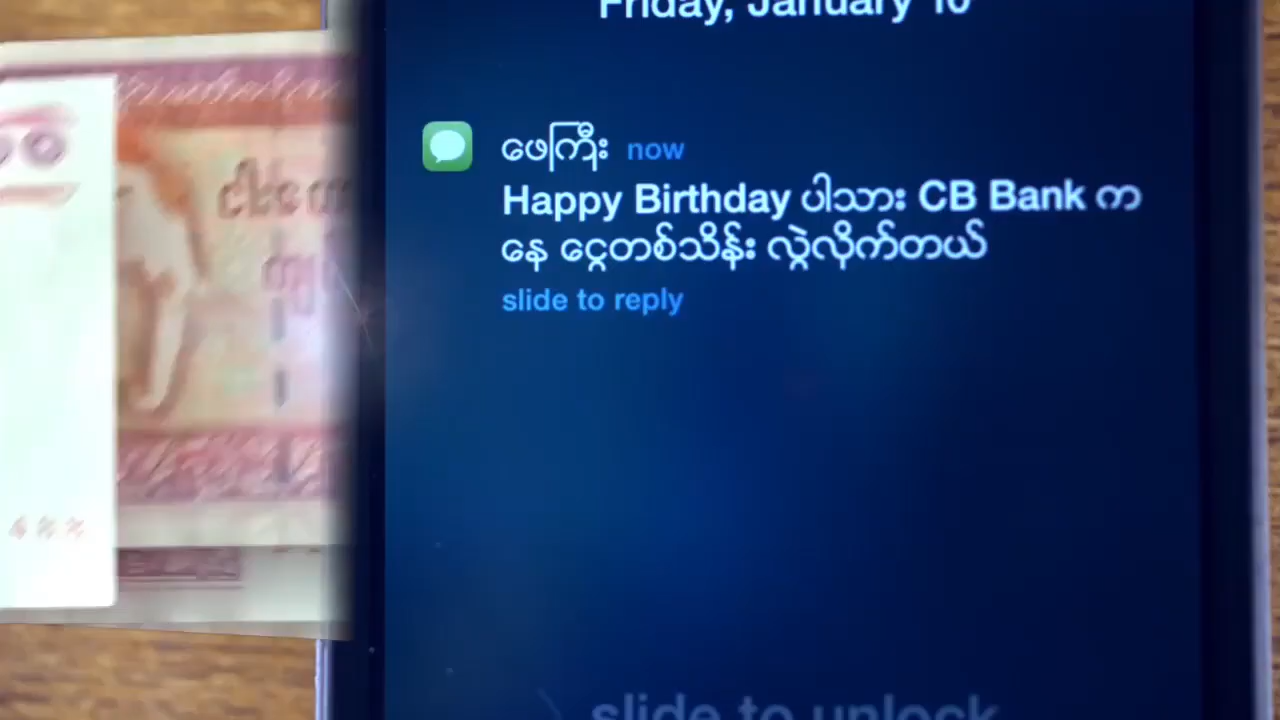 Friday, January 10
ဖေကြီး now
Happy Birthday ပါသား CB Bank က
နေ ငွေတစ်သိန်း လွှဲလိုက်တယ်
slide to reply
slide to unlock